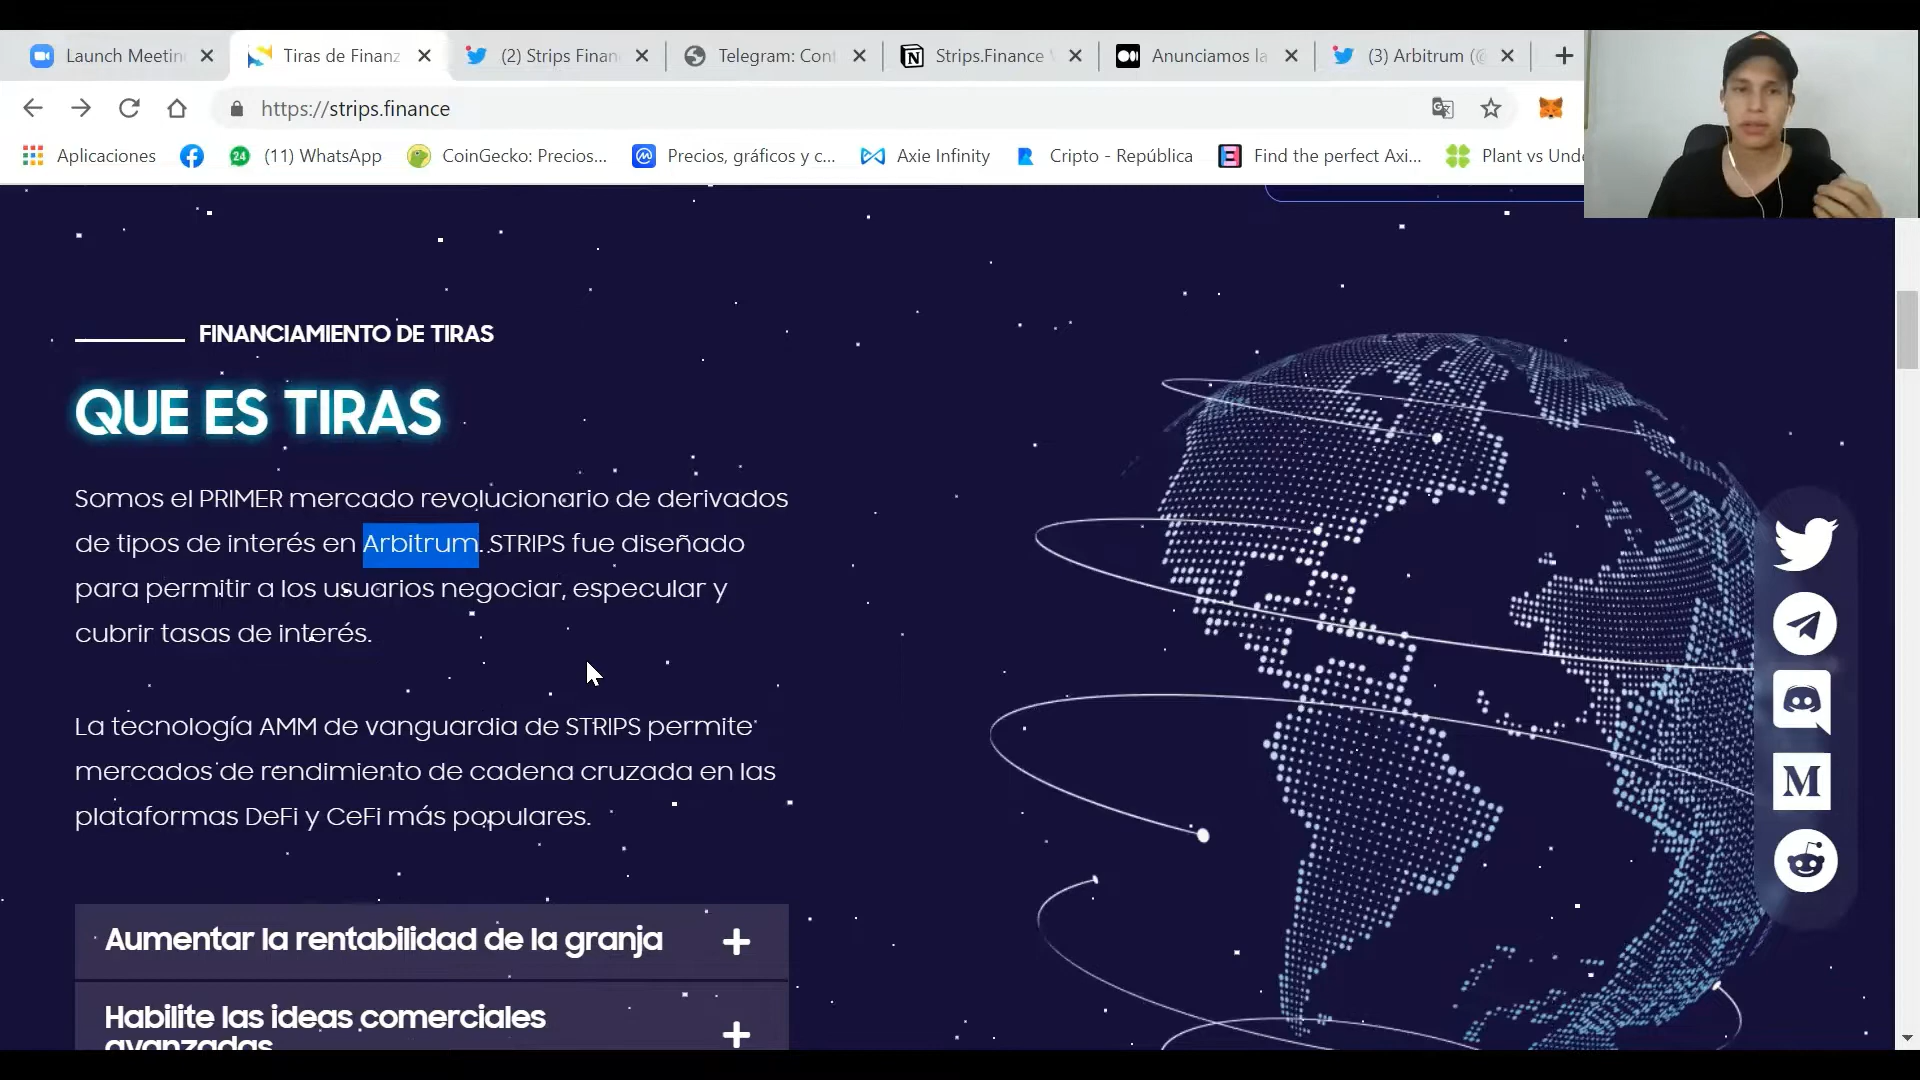 Launch Meetin
Tiras de Finanz
(2) Strips Finan
Telegram: Cont
Strips.Finance
Anunciamos la
(3) Arbitrum (@
https://strips.finance
Aplicaciones
24
(11) WhatsApp
CoinGecko: Precios...
Precios, gráficos y c...
Axie Infinity
Cripto - República
Find the perfect Axi...
Plant vs Unde
FINANCIAMIENTO DE TIRAS
QUE ES TIRAS
Somos el PRIMER mercado revolucionario de derivados
de tipos de interés en Arbitrum. STRIPS fue diseñado
para permitir a los usuarios negociar, especular y
cubrir tasas de interés.
La tecnología AMM de vanguardia de STRIPS permite
mercados de rendimiento de cadena cruzada en las
plataformas DeFi y CeFi más populares.
Aumentar la rentabilidad de la granja
Habilite las ideas comerciales
avanzadas